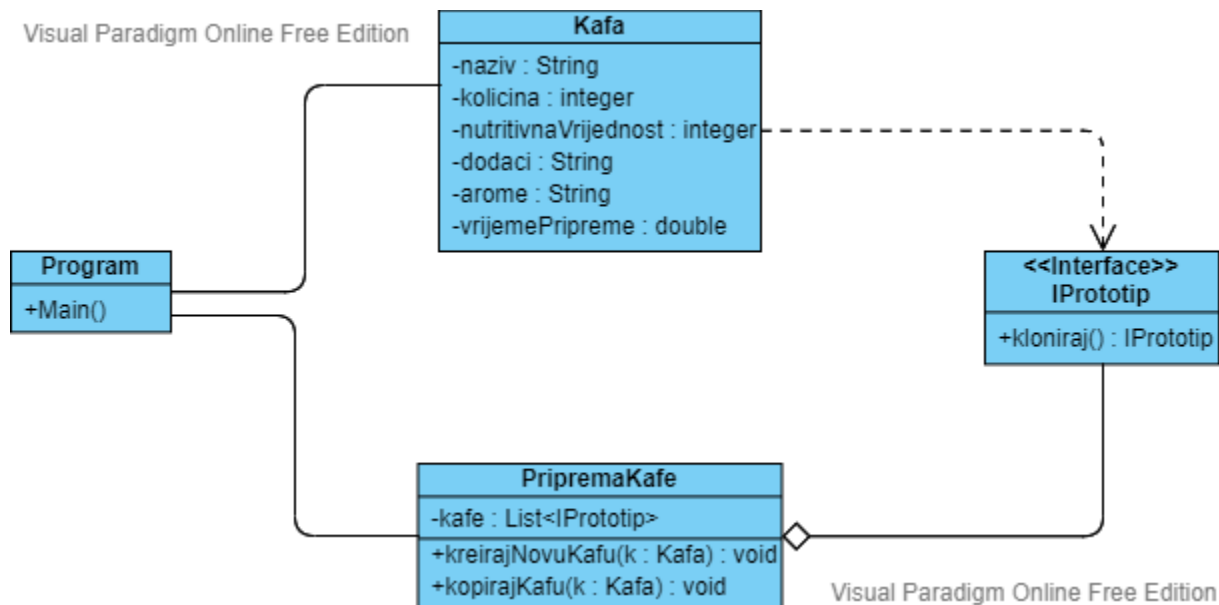 Visual Paradigm Online Free Edition
Kafa
-naziv : String
-kolicina : integer
-nutritivnaVrijednost : integer
-dodaci : String
-arome : String
-vrijemePripreme : double
Program
+Main()
<<Interface>>
IPrototip
+kloniraj() : IPrototip
PripremaKafe
-kafe : List<IPrototip>
+kreirajNovuKafu(k : Kafa) : void
+kopirajKafu(k : Kafa) : void
Visual Paradigm Online Free Edition